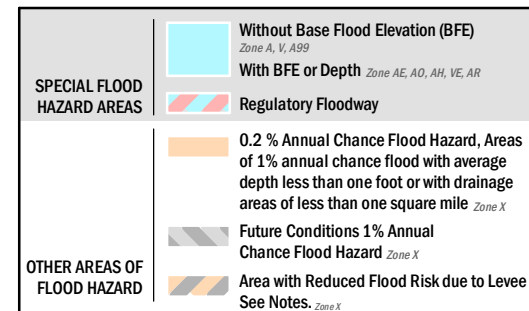 Without Base Flood Elevation (BFE)
Zone A, V, A99
With BFE or Depth Zone AE, AO, AH, VE, AR
SPECIAL FLOOD
HAZARD AREAS
Regulatory Floodway
0.2 % Annual Chance Flood Hazard, Areas
of 1% annual chance flood with average
depth less than one foot or with drainage
areas of less than one square mile Zone X
Future Conditions 1% Annual
Chance Flood Hazard Zone X
OTHER AREAS OF
FLOOD HAZARD
Area with Reduced Flood Risk due to Levee
See Notes. Zone X